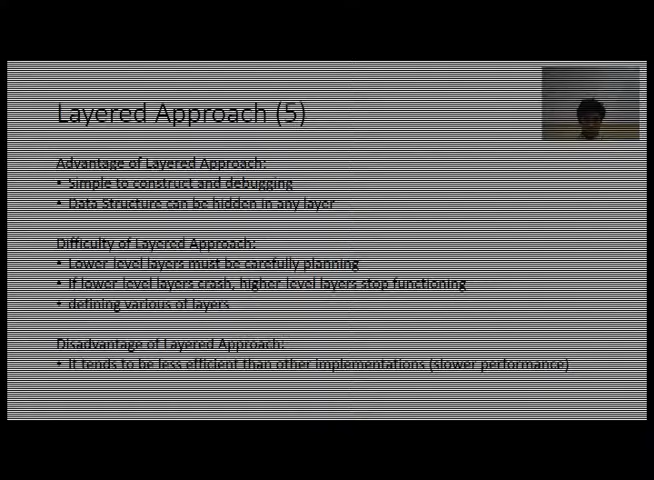 Layered Approach (5)
Advantage of Layered Approach:
• Simple to construct and debugging
• Data Structure can be hidden in any layer
Difficulty of Layered Approach:
• Lower-level layers must be carefully planning
• If lower-level layers crash, higher-level layers stop functioning
• defining various of layers
Disadvantage of Layered Approach:
• It tends to be less efficient than other implementations (slower performance)